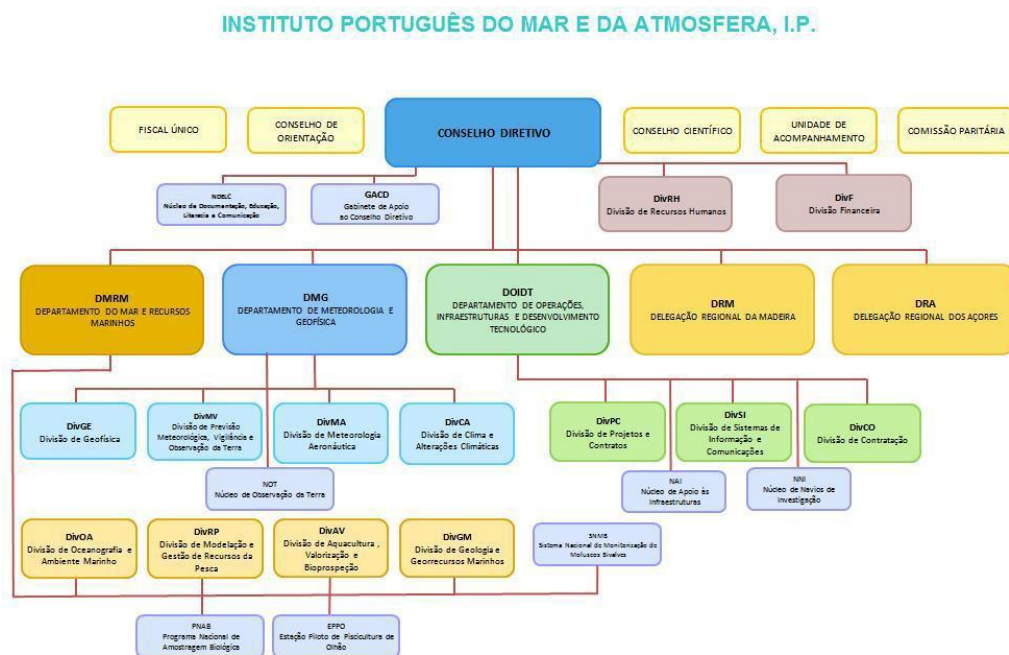 INSTITUTO PORTUGUÊS DO MAR E DA ATMOSFERA, I.P.
FISCAL ÚNICO
CONSELHO DE
ORIENTAÇÃO
CONSELHO DIRETIVO
CONSELHO CIENTÍFICO
UNIDADE DE
ACOMPANHAMENTO
COMISSÃO PARITÁRIA
NDELC
Núcleo de Documentação, Educação,
Literacia e Comunicação
GACD
Gabinete de Apoio
ao Conselho Diretivo
DivRH
Divisão de Recursos Humanos
DivF
Divisão Financeira
DMRM
DEPARTAMENTO DO MAR E RECURSOS
MARINHOS
DMG
DEPARTAMENTO DE METEOROLOGIA E
GEOFÍSICA
DOIDT
DEPARTAMENTO DE OPERAÇÕES,
INFRAESTRUTURAS E DESENVOLVIMENTO
TECNOLÓGICO
DRM
DELEGAÇÃO REGIONAL DA MADEIRA
DRA
DELEGAÇÃO REGIONAL DOS AÇORES
DivGE
Divisão de Geofísica
DivMV
Divisão de Previsão
Meteorológica, Vigilância e
Observação da Terra
DivMA
Divisão de Meteorologia
Aeronáutica
DivCA
Divisão de Clima e
Alterações Climáticas
DivPC
Divisão de Projetos e
Contratos
DivSI
Divisão de Sistemas de
Informação e
Comunicações
DivCO
Divisão de Contratação
NOT
Núcleo de Observação da Terra
NAI
Núcleo de Apoio às
Infraestruturas
NNI
Núcleo de Navios de
Investigação
DivOA
Divisão de Oceanografia e
Ambiente Marinho
DivRP
Divisão de Modelação e
Gestão de Recursos da
Pesca
DivAV
Divisão de Aquacultura ,
Valorização e
Bioprospeção
DivGM
Divisão de Geologia e
Georrecursos Marinhos
SNMB
Sistema Nacional de Monitorização de
Moluscos Bivalves
PNAB
Programa Nacional de
Amostragem Biológica
EPPO
Estação Piloto de Piscicultura de
Olhão